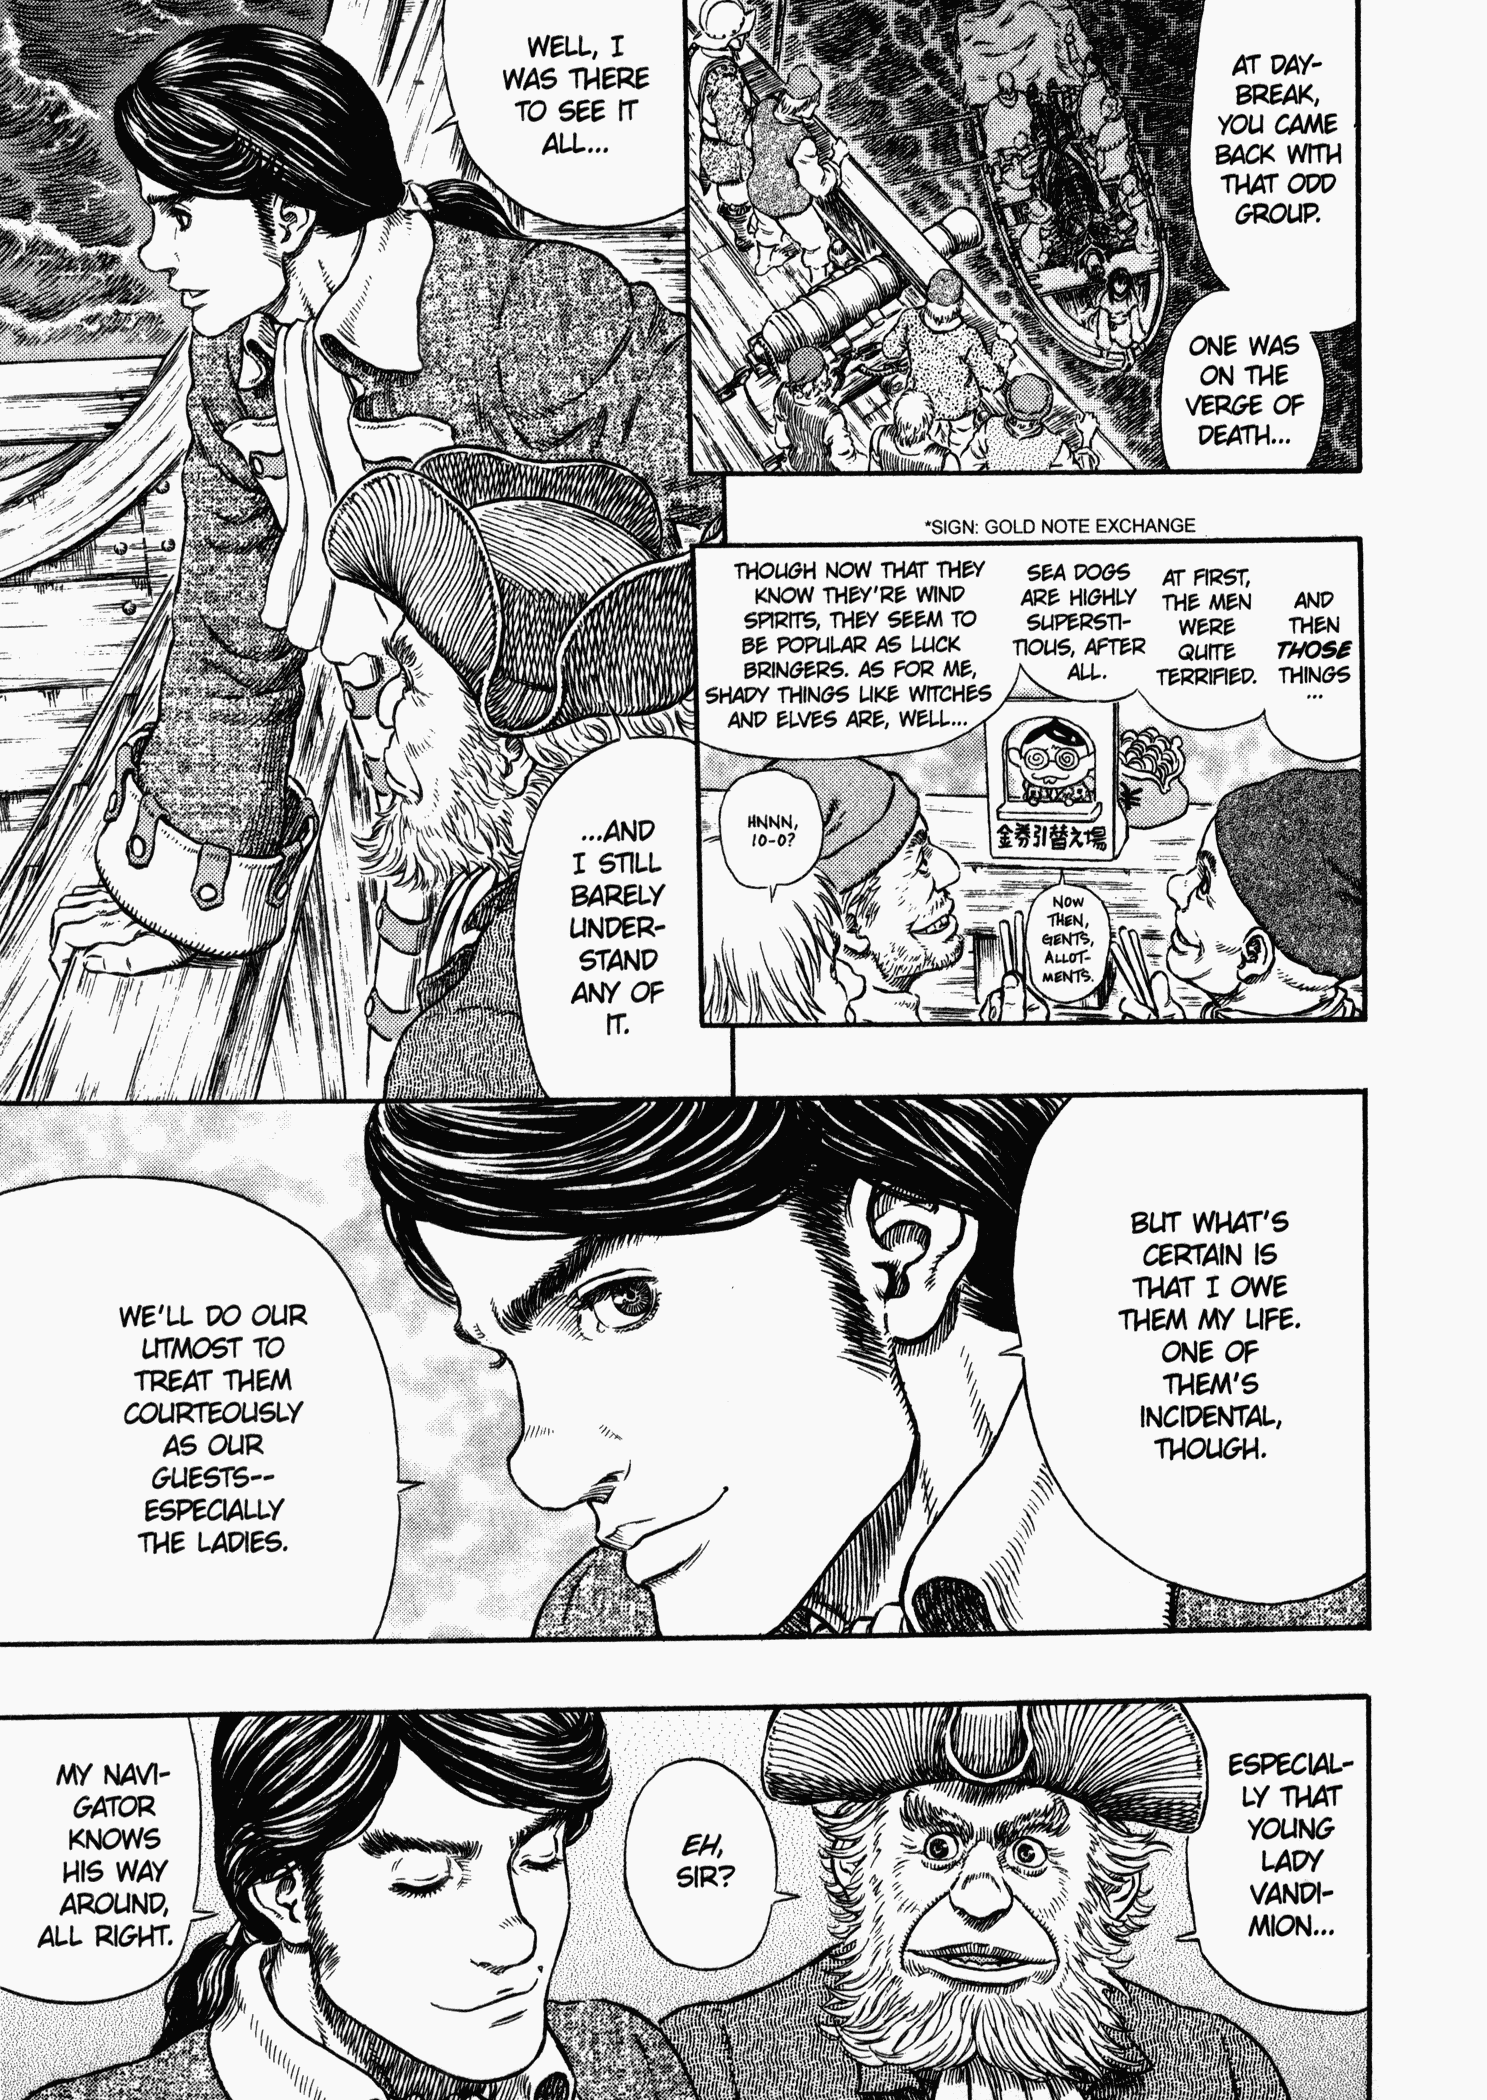 AT DAY-
BREAK,
YOU CAME
BACK WITH
THAT ODD
GROUP.
ONE WAS
ON THE
VERGE OF
DEATH...
WELL, I
WAS THERE
TO SEE IT
ALL...
...AND
I STILL
BARELY
UNDER-
STAND
ANY OF
IT.
*SIGN: GOLD NOTE EXCHANGE
AND
THEN
THOSE
THINGS
...
AT FIRST,
THE MEN
WERE
QUITE
TERRIFIED.
SEA DOGS
ARE HIGHLY
SUPERSTI-
TIOUS, AFTER
ALL.
THOUGH NOW THAT THEY
KNOW THEY'RE WIND
SPIRITS, THEY SEEM TO
BE POPULAR AS LUCK
BRINGERS. AS FOR ME,
SHADY THINGS LIKE WITCHES
AND ELVES ARE, WELL...
金券引替え場
NOW
THEN,
GENTS,
ALLOT-
MENTS.
HNNN,
10-0?
BUT WHAT'S
CERTAIN IS
THAT I OWE
THEM MY LIFE.
ONE OF
THEM'S
INCIDENTAL,
THOUGH.
WE'LL DO OUR
UTMOST TO
TREAT THEM
COURTEOUSLY
AS OUR
GUESTS--
ESPECIALLY
THE LADIES.
ESPECIAL-
LY THAT
YOUNG
LADY
VANDI-
MION...
EH,
SIR?
MY NAVI-
GATOR
KNOWS
HIS WAY
AROUND,
ALL RIGHT.